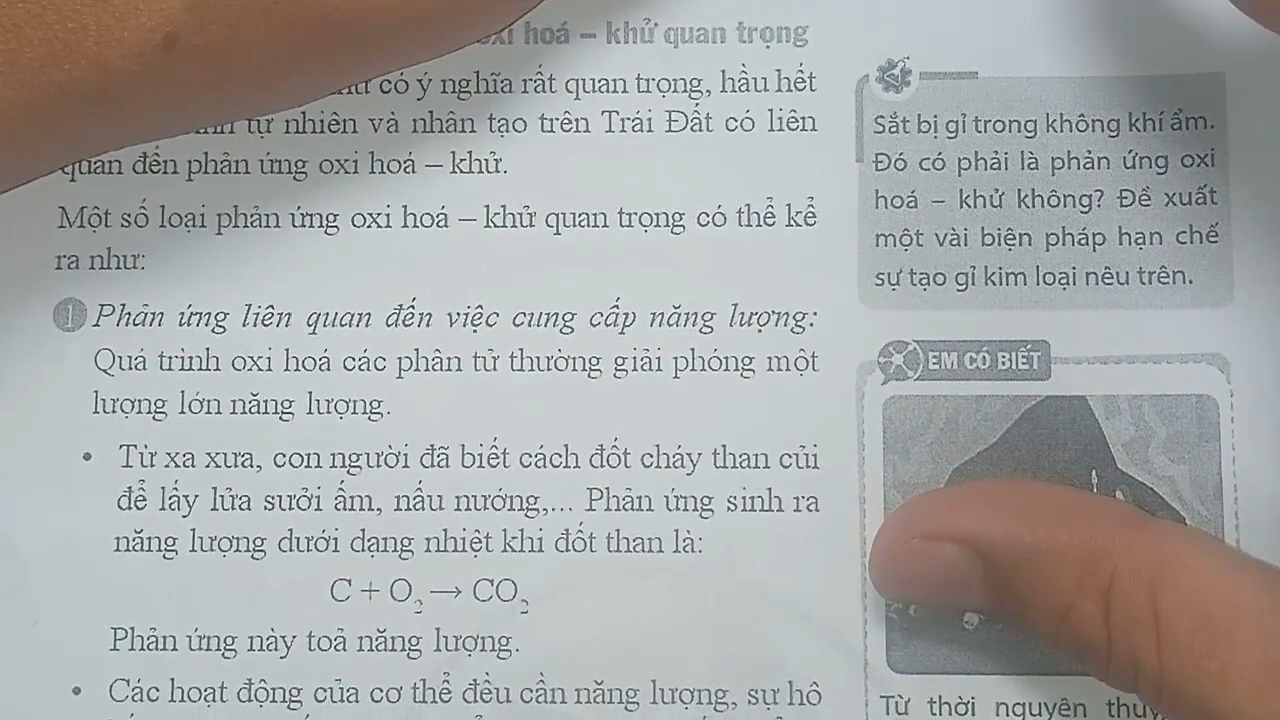 hoá – khử quan trọng
có ý nghĩa rất quan trọng, hầu hết
tự nhiên và nhân tạo trên Trái Đất có liên
quan đến phản ứng oxi hoá – khử.
Một số loại phản ứng oxi hoá – khử quan trọng có thể kể
ra như:
1 Phản ứng liên quan đến việc cung cấp năng lượng:
Quá trình oxi hoá các phân tử thường giải phóng một
lượng lớn năng lượng.
• Từ xa xưa, con người đã biết cách đốt cháy than củi
để lấy lửa sưởi ấm, nấu nướng,... Phản ứng sinh ra
năng lượng dưới dạng nhiệt khi đốt than là:
C + O₂ → CO₂
Phản ứng này toả năng lượng.
• Các hoạt động của cơ thể đều cần năng lượng, sự hô
Sắt bị gỉ trong không khí ẩm.
Đó có phải là phản ứng oxi
hoá – khử không? Đề xuất
một vài biện pháp hạn chế
sự tạo gỉ kim loại nêu trên.
EM CÓ BIẾT
Từ thời nguyên